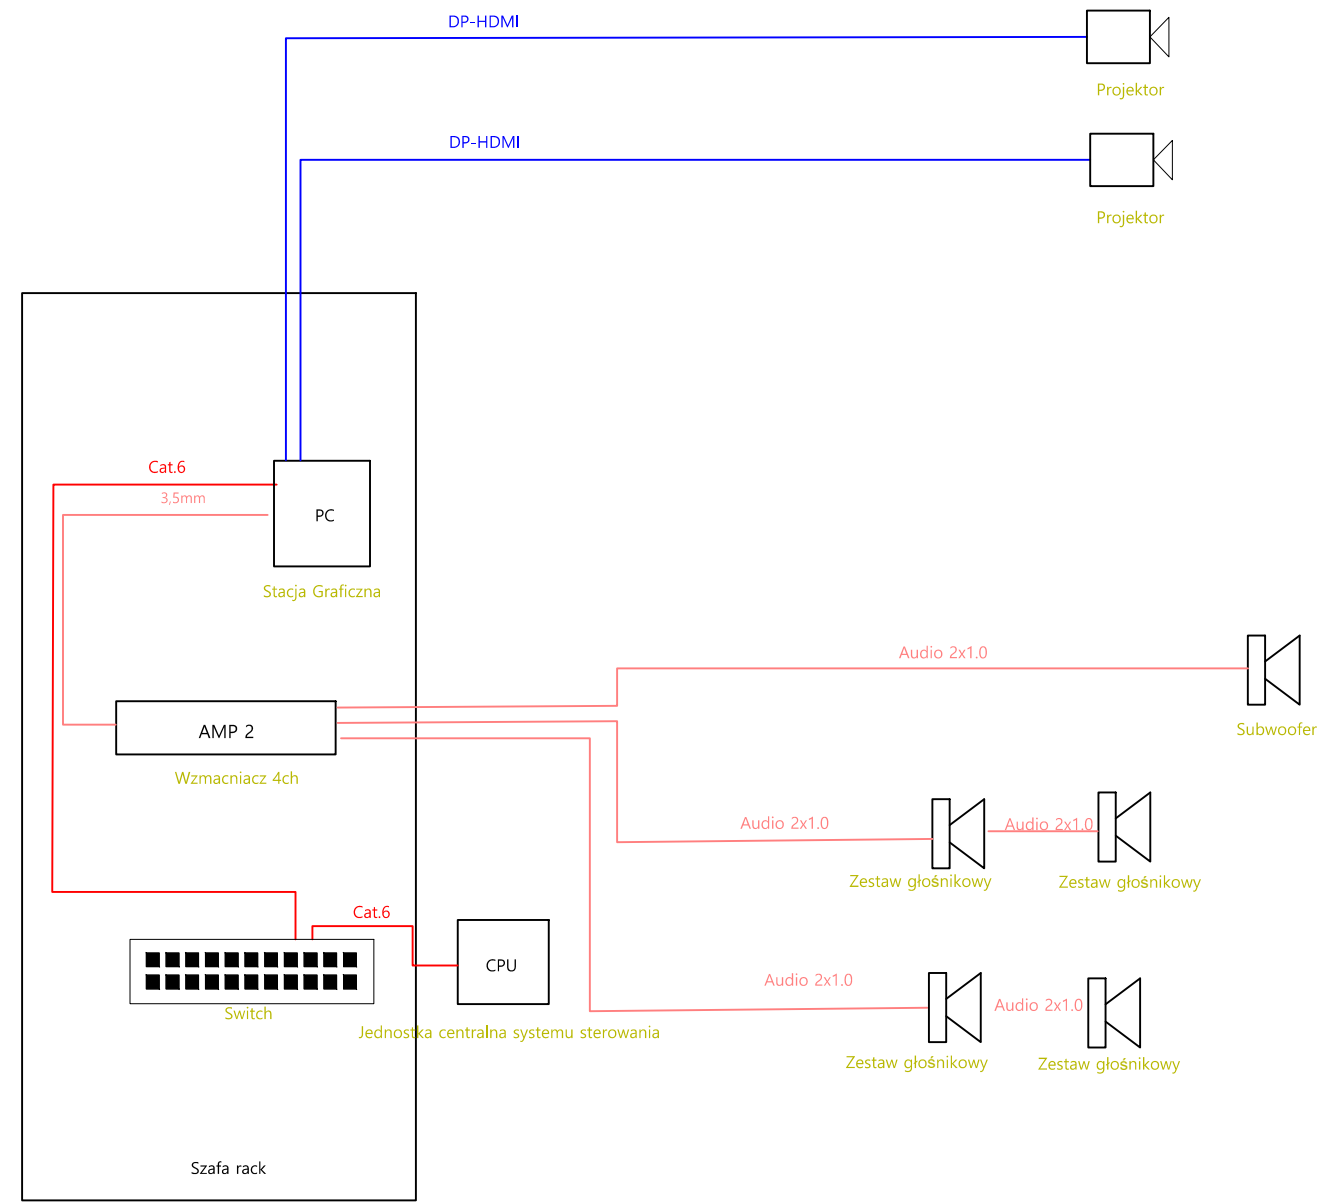 DP-HDMI
Projektor
DP-HDMI
Projektor
Cat.6
3,5mm
PC
Stacja Graficzna
Audio 2x1.0
Subwoofer
AMP 2
Wzmacniacz 4ch
Audio 2x1.0
Audio 2x1.0
Zestaw głośnikowy
Zestaw głośnikowy
Cat.6
CPU
Switch
Jednostka centralna systemu sterowania
Audio 2x1.0
Audio 2x1.0
Zestaw głośnikowy
Zestaw głośnikowy
Szafa rack